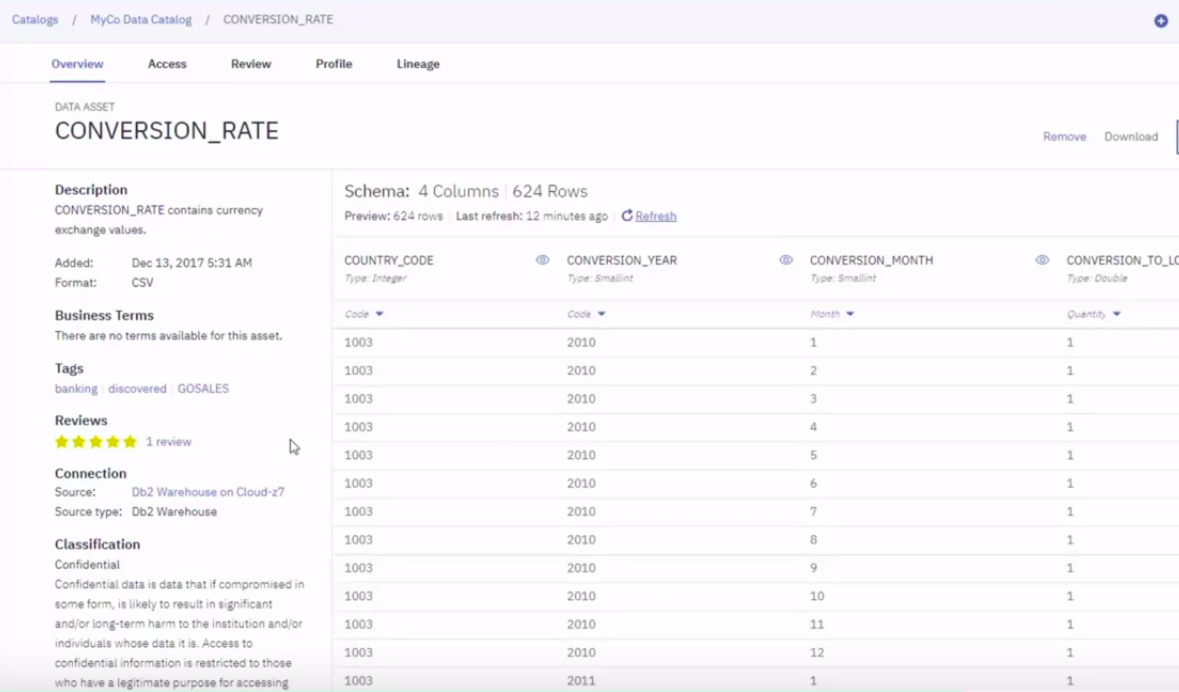 Catalogs / MyCo Data Catalog / CONVERSION_RATE
Overview Access Review Profile Lineage
DATA ASSET
CONVERSION_RATE
Remove Download
Description
CONVERSION_RATE contains currency
exchange values.
Added: Dec 13, 2017 5:31 AM
Format: CSV
Business Terms
There are no terms available for this asset.
Tags
banking | discovered | GOSALES
Reviews
1 review
Connection
Source: Db2 Warehouse on Cloud-z7
Source type: Db2 Warehouse
Classification
Confidential
Confidential data is data that if compromised in
some form, is likely to result in significant
and/or long-term harm to the institution and/or
individuals whose data it is. Access to
confidential information is restricted to those
who have a legitimate purpose for accessing
Schema: 4 Columns | 624 Rows
Preview: 624 rows | Last refresh: 12 minutes ago | Refresh
COUNTRY_CODE CONVERSION_YEAR CONVERSION_MONTH CONVERSION_TO_LO
Type: Integer Type: Smallint Type: Smallint Type: Double
Code Code Month Quantity
1003 2010 1 1
1003 2010 2 1
1003 2010 3 1
1003 2010 4 1
1003 2010 5 1
1003 2010 6 1
1003 2010 7 1
1003 2010 8 1
1003 2010 9 1
1003 2010 10 1
1003 2010 11 1
1003 2010 12 1
1003 2011 1 1